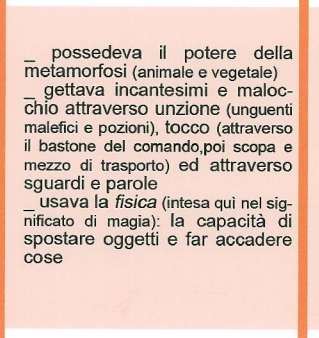 _ possedeva il potere della
metamorfosi (animale e vegetale)
_ gettava incantesimi e maloc-
chio attraverso unzione (unguenti
malefici e pozioni), tocco (attraverso
il bastone del comando,poi scopa e
mezzo di trasporto) ed attraverso
sguardi e parole
_ usava la fisica (intesa quì nel sig-
nificato di magia): la capacità di
spostare oggetti e far accadere
cose